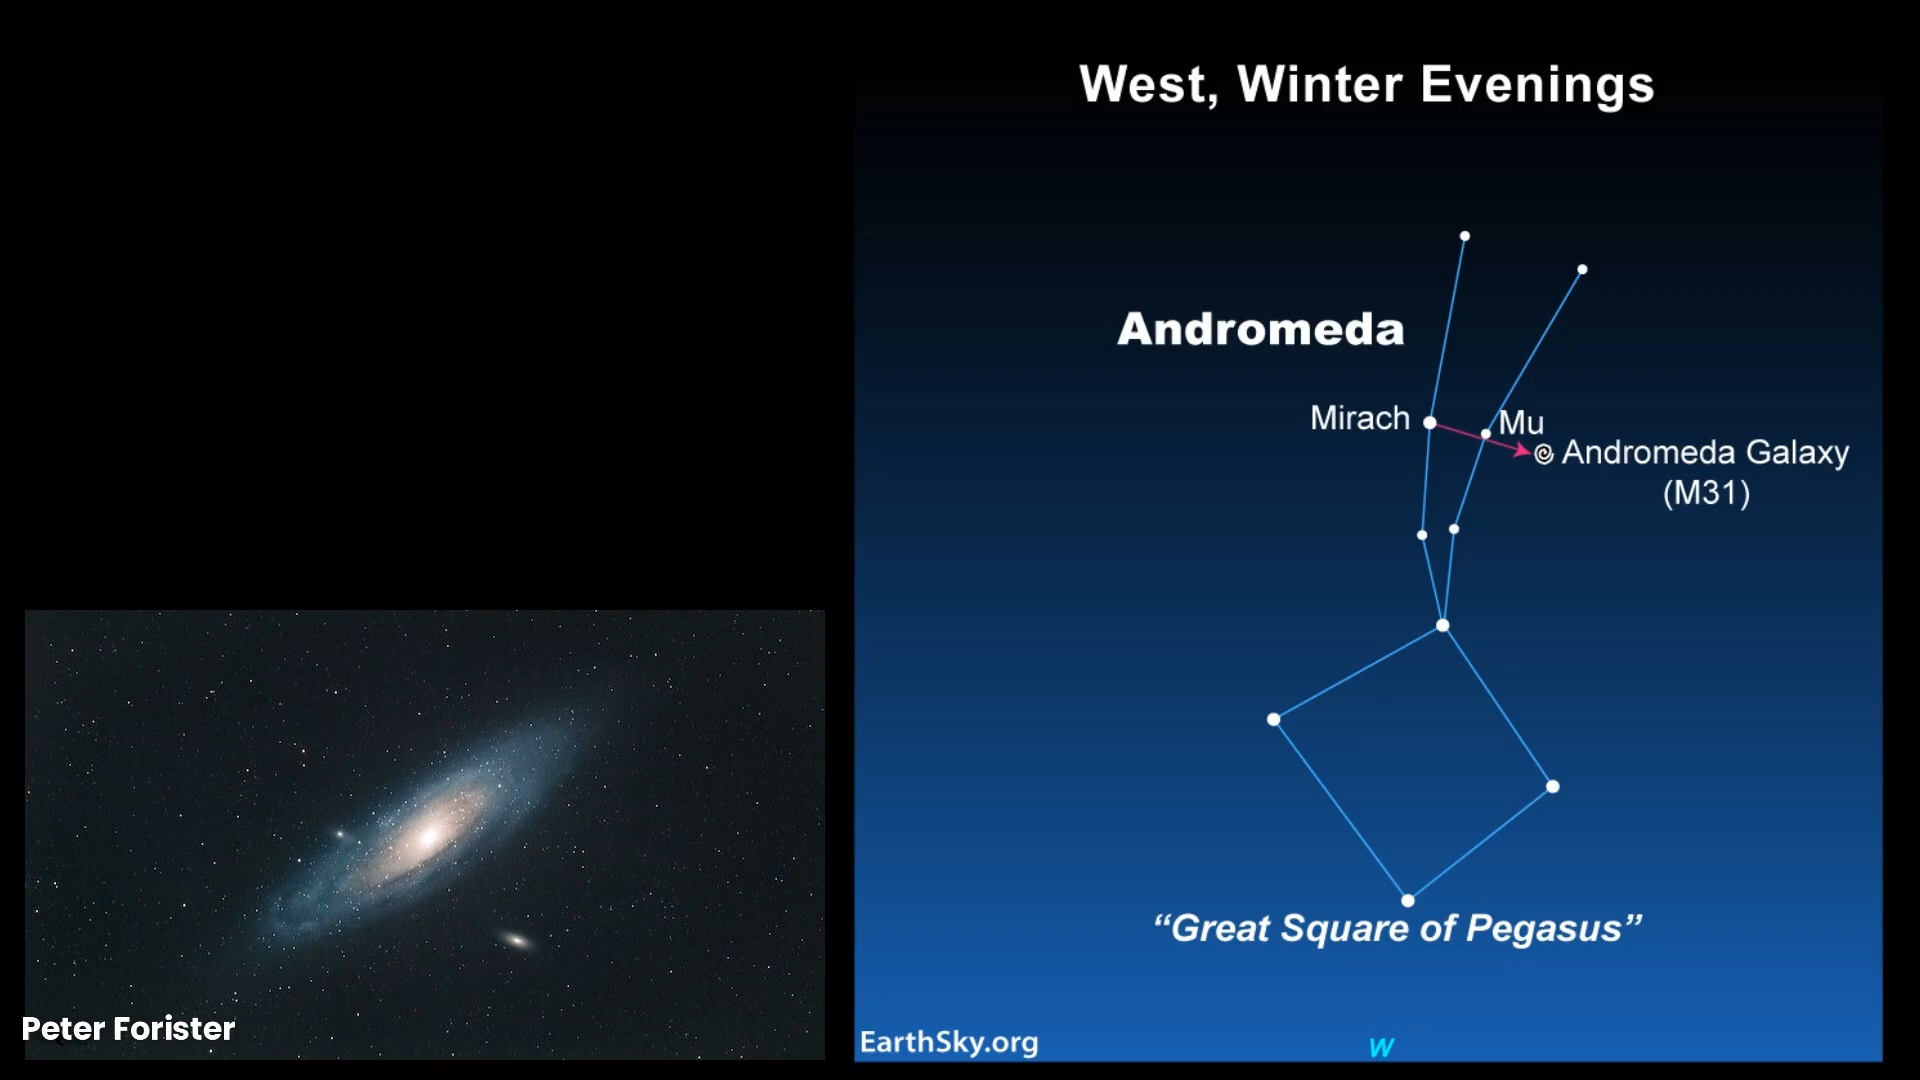 West, Winter Evenings
Andromeda
Mirach
Mu
Andromeda Galaxy
(M31)
“Great Square of Pegasus”
Peter Forister
EarthSky.org
W